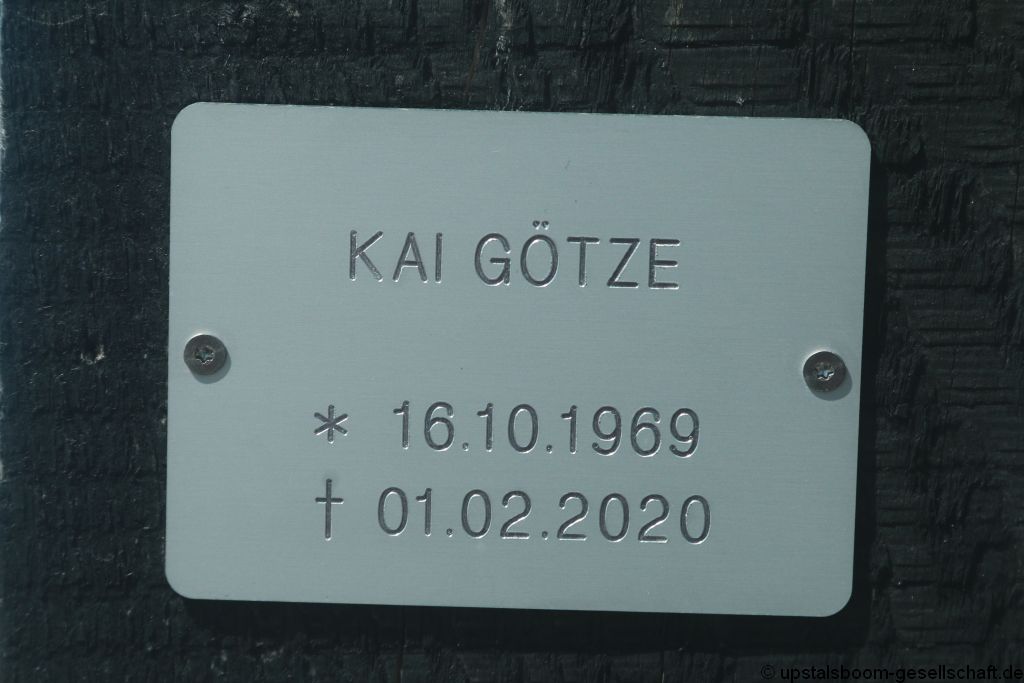 KAI GÖTZE
* 16.10.1969
† 01.02.2020
© upstalsboom-gesellschaft.de